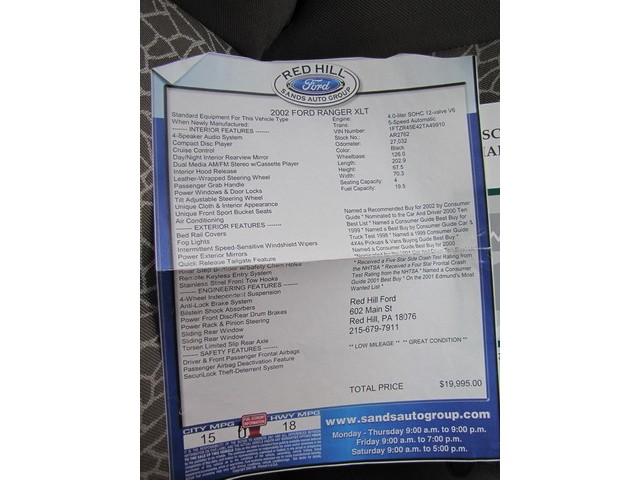 RED HILL
Ford
SANDS AUTO GROUP
2002 FORD RANGER XLT
Standard Equipment For This Vehicle Type
When Newly Manufactured:
------- INTERIOR FEATURES -------
4-Speaker Audio System
Compact Disc Player
Cruise Control
Day/Night Interior Rearview Mirror
Dual Media AM/FM Stereo w/Cassette Player
Interior Hood Release
Leather-Wrapped Steering Wheel
Passenger Grab Handle
Power Windows & Door Locks
Tilt Adjustable Steering Wheel
Unique Cloth & Interior Appearance
Unique Front Sport Bucket Seats
Air Conditioning
------- EXTERIOR FEATURES -------
Bed Rail Covers
Fog Lights
Intermittent Speed-Sensitive Windshield Wipers
Power Exterior Mirrors
Quick Release Tailgate Feature
Rear Step Bumper w/Safety Chain Holes
Remote Keyless Entry System
Stainless Steel Front Tow Hooks
------- ENGINEERING FEATURES -------
4-Wheel Independent Suspension
Anti-Lock Brake System
Bilstein Shock Absorbers
Power Front Disc/Rear Drum Brakes
Power Rack & Pinion Steering
Sliding Rear Window
Sliding Rear Window
Torsen Limited Slip Rear Axle
------- SAFETY FEATURES -------
Driver & Front Passenger Frontal Airbags
Passenger Airbag Deactivation Feature
SecuriLock Theft-Deterrent System
Engine: 4.0-liter SOHC 12-valve V6
Trans: 5-Speed Automatic
VIN Number: 1FTZR45E42TA49910
Stock No.: AR2762
Odometer: 27,032
Color: Black
Wheelbase: 126.0
Length: 202.9
Height: 67.5
Width: 70.3
Seating Capacity: 4
Fuel Capacity: 19.5
Named a Recommended Buy for 2002 by Consumer
Guide * Nominated to the Car And Driver 2000 Ten
Best List * Named a Consumer Guide Best Buy for
1999 * Named a Best Buy by Consumer Guide Car &
Truck Test 1998 * Named a 1999 Consumer Guide
4X4s Pickups & Vans Buying Guide Best Buy *
Named a Consumer Guide Best Buy for 2000
* Received a Five Star Side Crash Test Rating from
the NHTSA * Received a Four Star Frontal Crash
Test Rating from the NHTSA * Named a Consumer
Guide 2001 Best Buy * On the 2001 Edmund's Most
Wanted List *
Red Hill Ford
602 Main St
Red Hill, PA 18076
215-679-7911
** LOW MILEAGE ** ** GREAT CONDITION **
TOTAL PRICE $19,995.00
CITY MPG
15
FUEL ECONOMY
INFORMATION
HWY MPG
18
www.sandsautogroup.com
Monday - Thursday 9:00 a.m. to 9:00 p.m.
Friday 9:00 a.m. to 7:00 p.m.
Saturday 9:00 a.m. to 5:00 p.m.